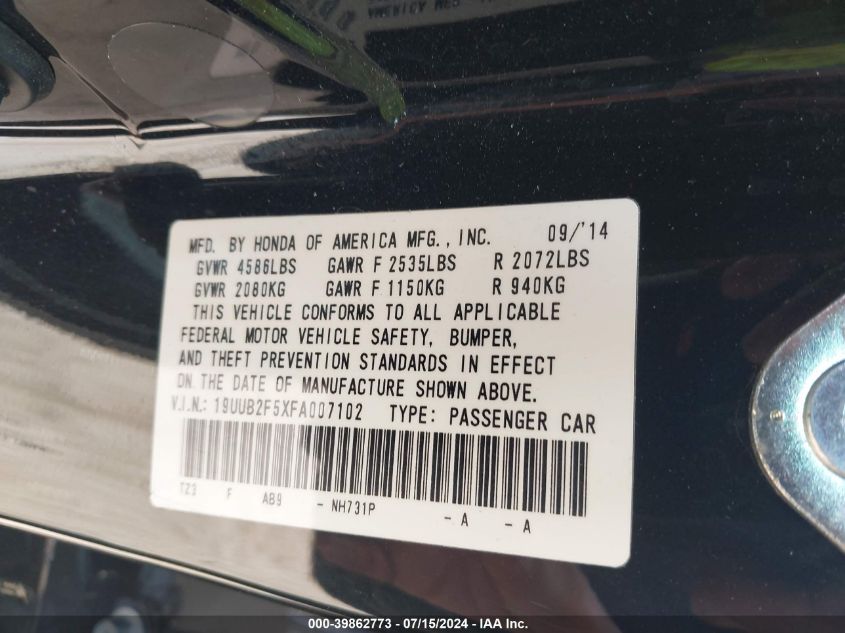 MFD. BY HONDA OF AMERICA MFG., INC. 09/'14
GVWR 4586LBS GAWR F 2535LBS R 2072LBS
GVWR 2080KG GAWR F 1150KG R 940KG
THIS VEHICLE CONFORMS TO ALL APPLICABLE
FEDERAL MOTOR VEHICLE SAFETY, BUMPER,
AND THEFT PREVENTION STANDARDS IN EFFECT
ON THE DATE OF MANUFACTURE SHOWN ABOVE.
V.I.N.: 19UUB2F5XFA007102 TYPE: PASSENGER CAR
TZ3 F AB9 - NH731P - A - A
000-39862773 - 07/15/2024 - IAA Inc.